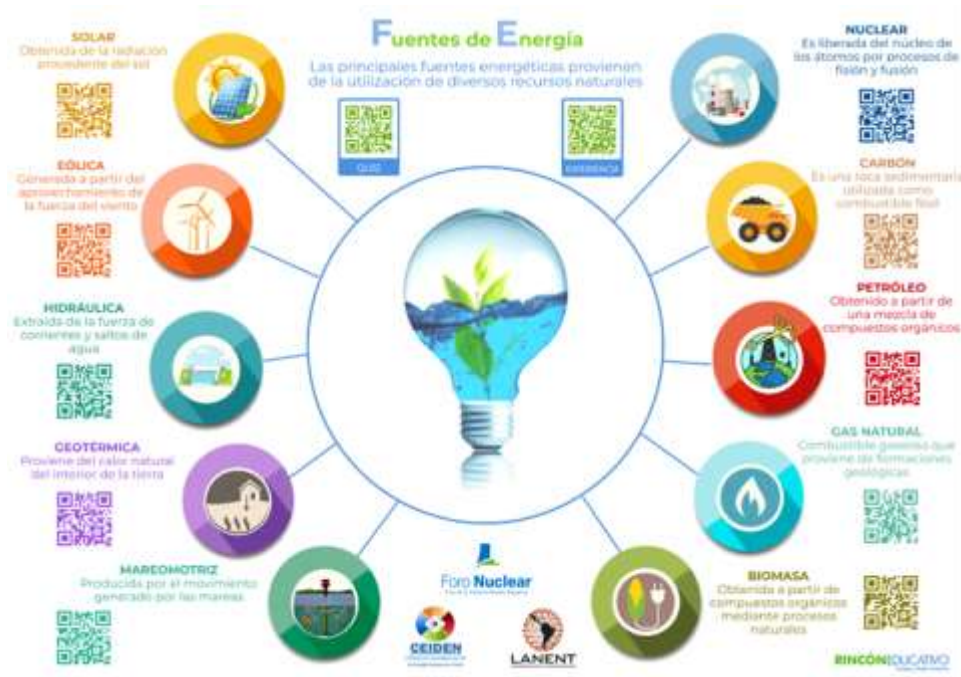 Fuentes de Energía
Las principales fuentes energéticas provienen
de la utilización de diversos recursos naturales
QUIZ
EXPERIENCIA
SOLAR
Obtenida de la radiación
procedente del sol
EÓLICA
Generada a partir del
aprovechamiento de
la fuerza del viento
HIDRÁULICA
Extraída de la fuerza de
corrientes y saltos de
agua
GEOTÉRMICA
Proviene del calor natural
del interior de la tierra
MAREOMOTRIZ
Producida por el movimiento
generado por las mareas
NUCLEAR
Es liberada del núcleo de
los átomos por procesos de
fisión y fusión
CARBÓN
Es una roca sedimentaria
utilizada como
combustible fósil
PETRÓLEO
Obtenido a partir de
una mezcla de
compuestos orgánicos
GAS NATURAL
Combustible gaseoso que
proviene de formaciones
geológicas
BIOMASA
Obtenida a partir de
compuestos orgánicos
mediante procesos
naturales
Foro Nuclear
CEIDEN
LANENT
RINCÓN EDUCATIVO